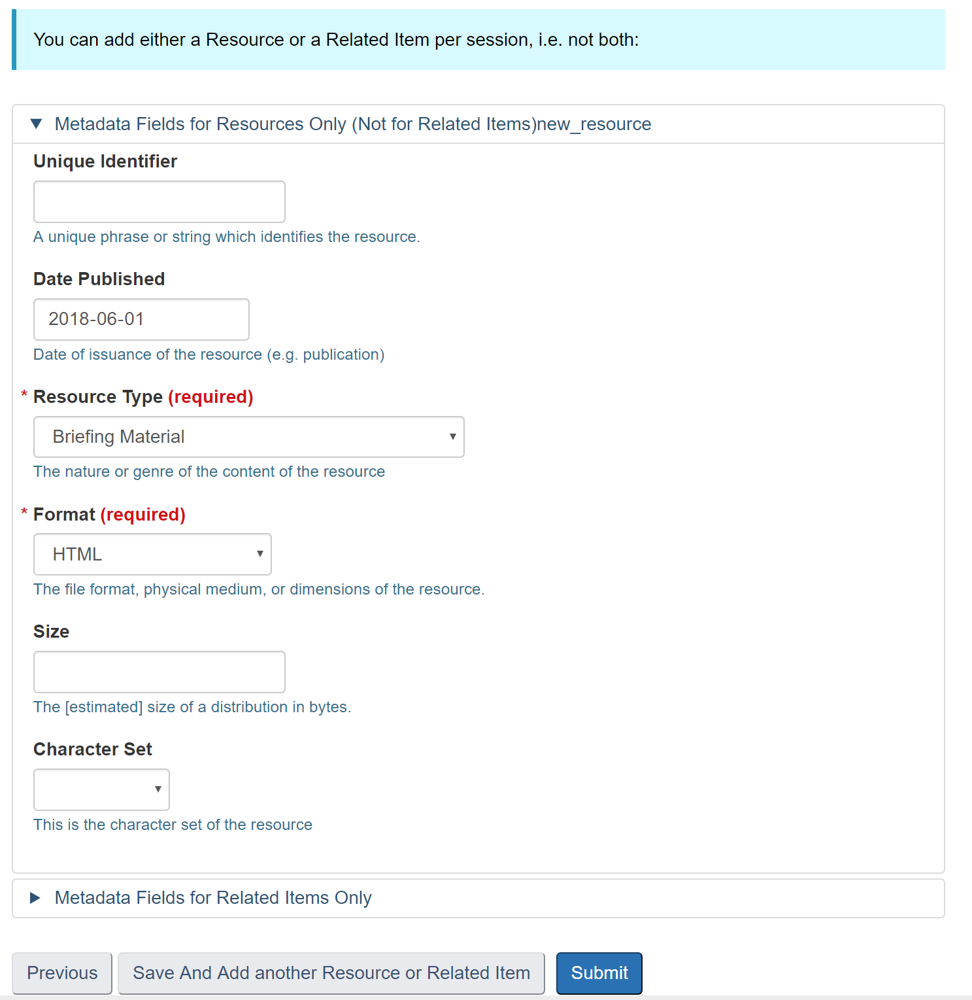 You can add either a Resource or a Related Item per session, i.e. not both:
Metadata Fields for Resources Only (Not for Related Items)new_resource
Unique Identifier
A unique phrase or string which identifies the resource.
Date Published
2018-06-01
Date of issuance of the resource (e.g. publication)
* Resource Type (required)
Briefing Material
The nature or genre of the content of the resource
* Format (required)
HTML
The file format, physical medium, or dimensions of the resource.
Size
The [estimated] size of a distribution in bytes.
Character Set
This is the character set of the resource
Metadata Fields for Related Items Only
Previous Save And Add another Resource or Related Item Submit